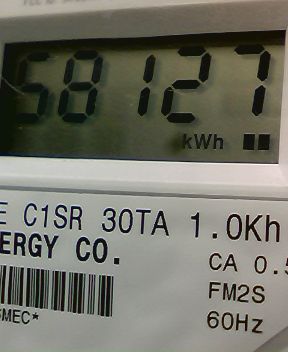 58127
kWh
E C1SR 30TA 1.0Kh
ERGY CO.
CA 0.5
FM2S
MEC*
60Hz